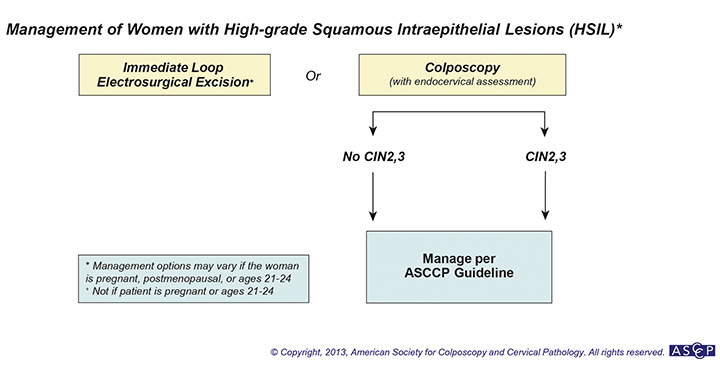 Management of Women with High-grade Squamous Intraepithelial Lesions (HSIL)*
Immediate Loop
Electrosurgical Excision+
Or
Colposcopy
(with endocervical assessment)
No CIN2,3
CIN2,3
Manage per
ASCCP Guideline
* Management options may vary if the woman
is pregnant, postmenopausal, or ages 21-24
+ Not if patient is pregnant or ages 21-24
© Copyright, 2013, American Society for Colposcopy and Cervical Pathology. All rights reserved.
ASCCP